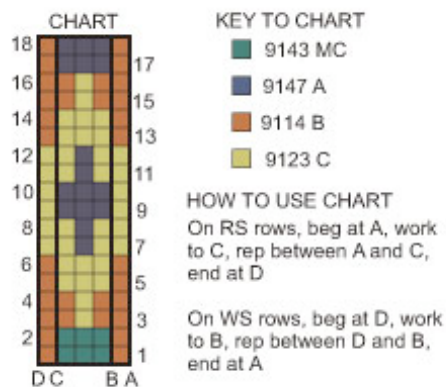 CHART
18
17
16
15
14
13
12
11
10
9
8
7
6
5
4
3
2
1
D C B A
KEY TO CHART
9143 MC
9147 A
9114 B
9123 C
HOW TO USE CHART
On RS rows, beg at A, work
to C, rep between A and C,
end at D
On WS rows, beg at D, work
to B, rep between D and B,
end at A